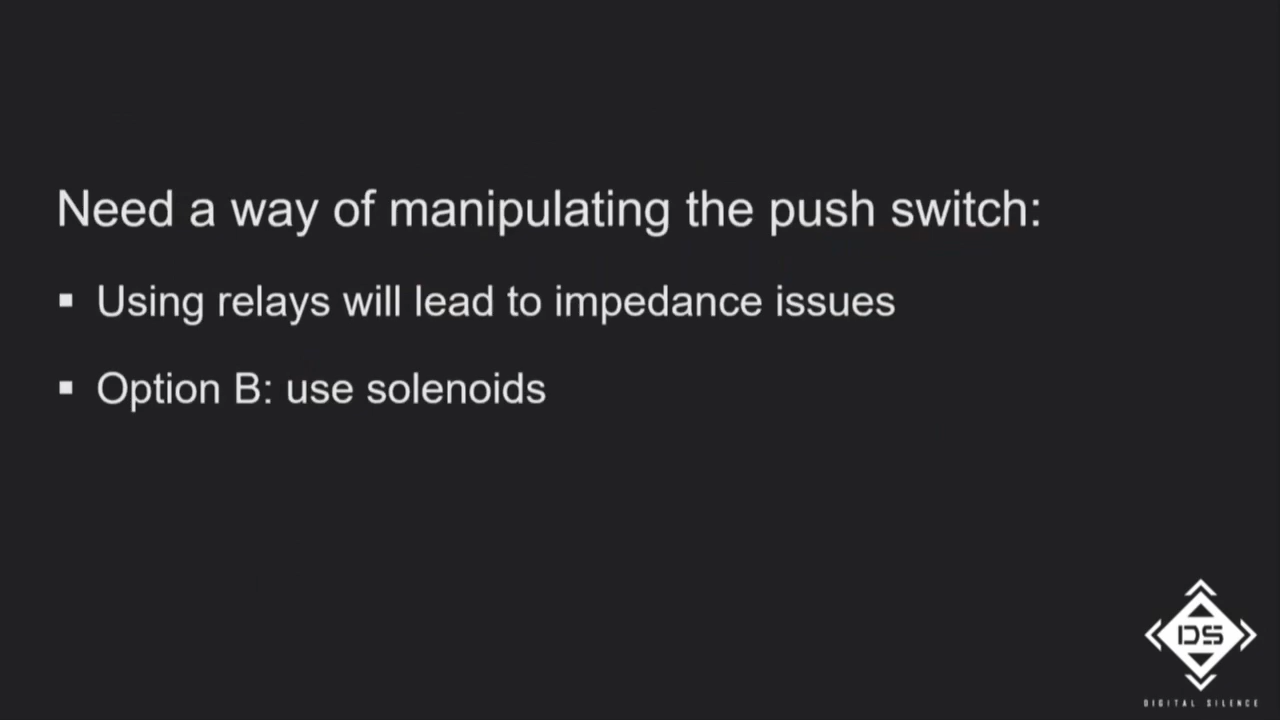 Need a way of manipulating the push switch:
▪ Using relays will lead to impedance issues
▪ Option B: use solenoids
DS
DIGITAL SILENCE